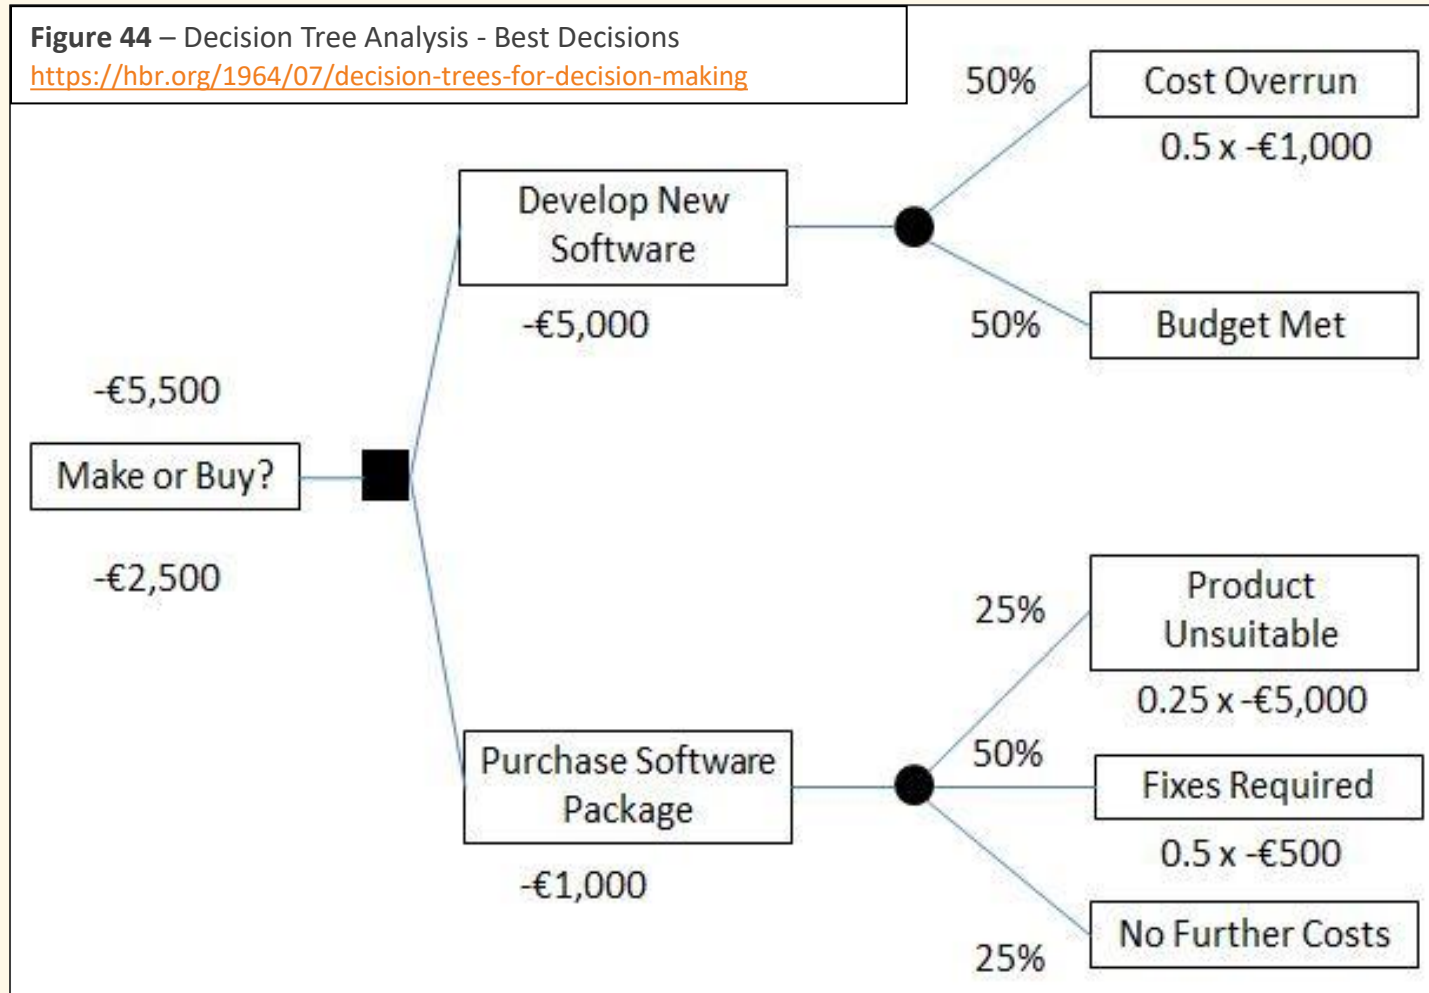 Figure 44 – Decision Tree Analysis - Best Decisions
https://hbr.org/1964/07/decision-trees-for-decision-making
50%
Cost Overrun
0.5 x -€1,000
Develop New
Software
-€5,000
50%
Budget Met
-€5,500
Make or Buy?
-€2,500
25%
Product
Unsuitable
0.25 x -€5,000
Purchase Software
Package
-€1,000
50%
Fixes Required
0.5 x -€500
25%
No Further Costs